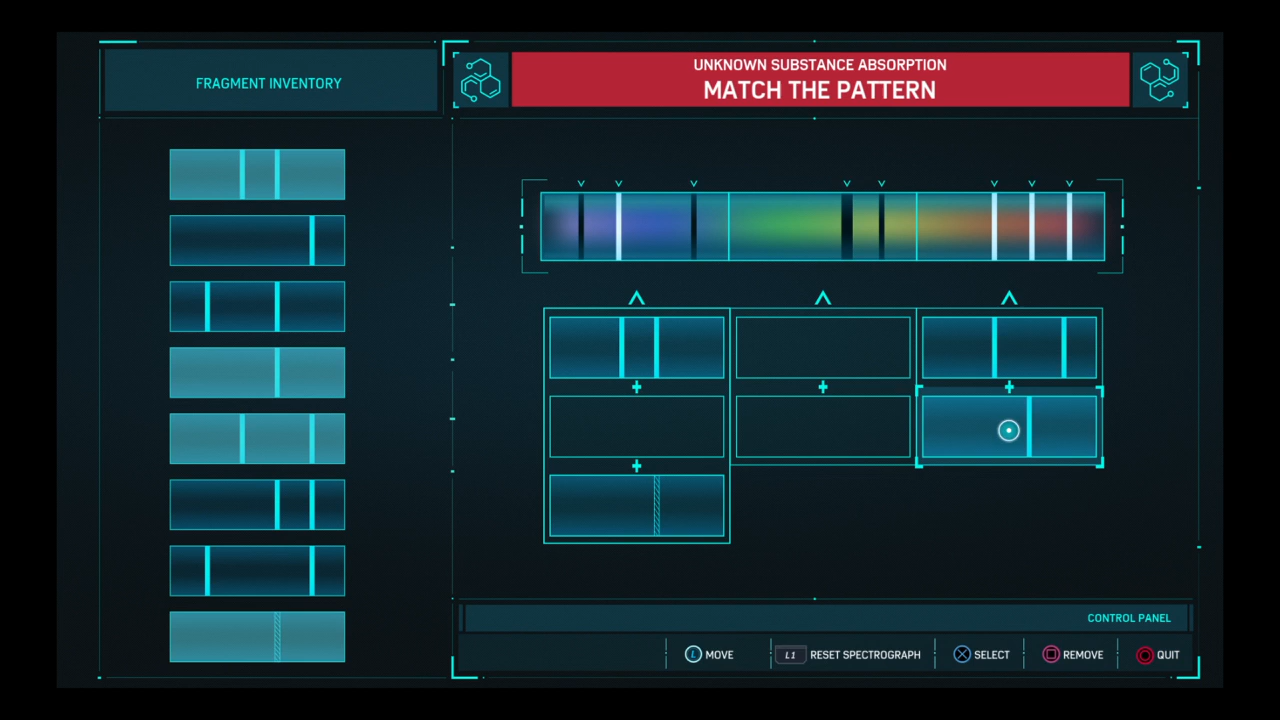 FRAGMENT INVENTORY
UNKNOWN SUBSTANCE ABSORPTION
MATCH THE PATTERN
CONTROL PANEL
L MOVE
L1 RESET SPECTROGRAPH
SELECT
REMOVE
QUIT